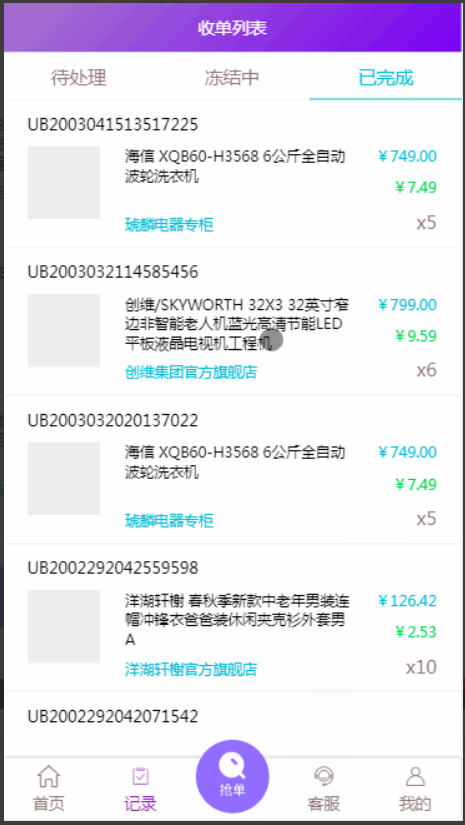 收单列表
待处理 冻结中 已完成
UB2003041513517225
海信 XQB60-H3568 6公斤全自动 ¥749.00
波轮洗衣机
¥7.49
琥麟电器专柜 x5
UB2003032114585456
创维/SKYWORTH 32X3 32英寸窄 ¥799.00
边非智能老人机蓝光高清节能LED
¥9.59
平板液晶电视机工程机
创维集团官方旗舰店 x6
UB2003032020137022
海信 XQB60-H3568 6公斤全自动 ¥749.00
波轮洗衣机
¥7.49
琥麟电器专柜 x5
UB2002292042559598
洋湖轩榭 春秋季新款中老年男装连 ¥126.42
帽冲锋衣爸爸装休闲夹克衫外套男
¥2.53
A
洋湖轩榭官方旗舰店 x10
UB2002292042071542
首页 记录 抢单 客服 我的